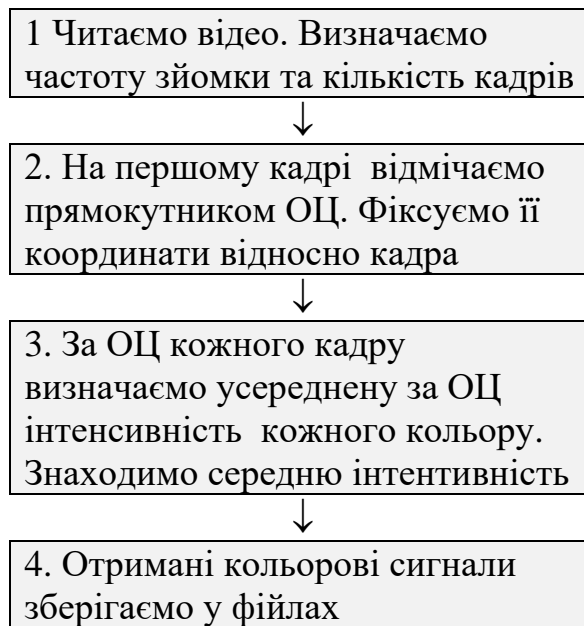 1 Читаємо відео. Визначаємо
частоту зйомки та кількість кадрів
↓
2. На першому кадрі відмічаємо
прямокутником ОЦ. Фіксуємо її
координати відносно кадра
↓
3. За ОЦ кожного кадру
визначаємо усереднену за ОЦ
інтенсивність кожного кольору.
Знаходимо середню інтентивність
↓
4. Отримані кольорові сигнали
зберігаємо у фійлах